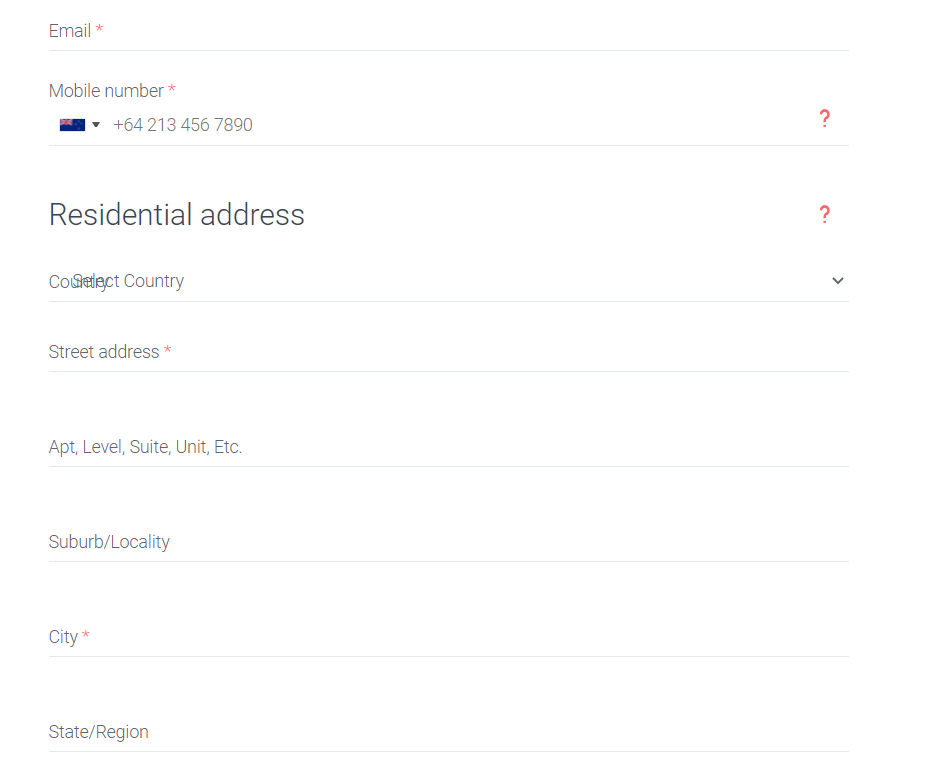 Email *
Mobile number *
+64 213 456 7890
?
Residential address
?
Country
Select Country
Street address *
Apt, Level, Suite, Unit, Etc.
Suburb/Locality
City *
State/Region